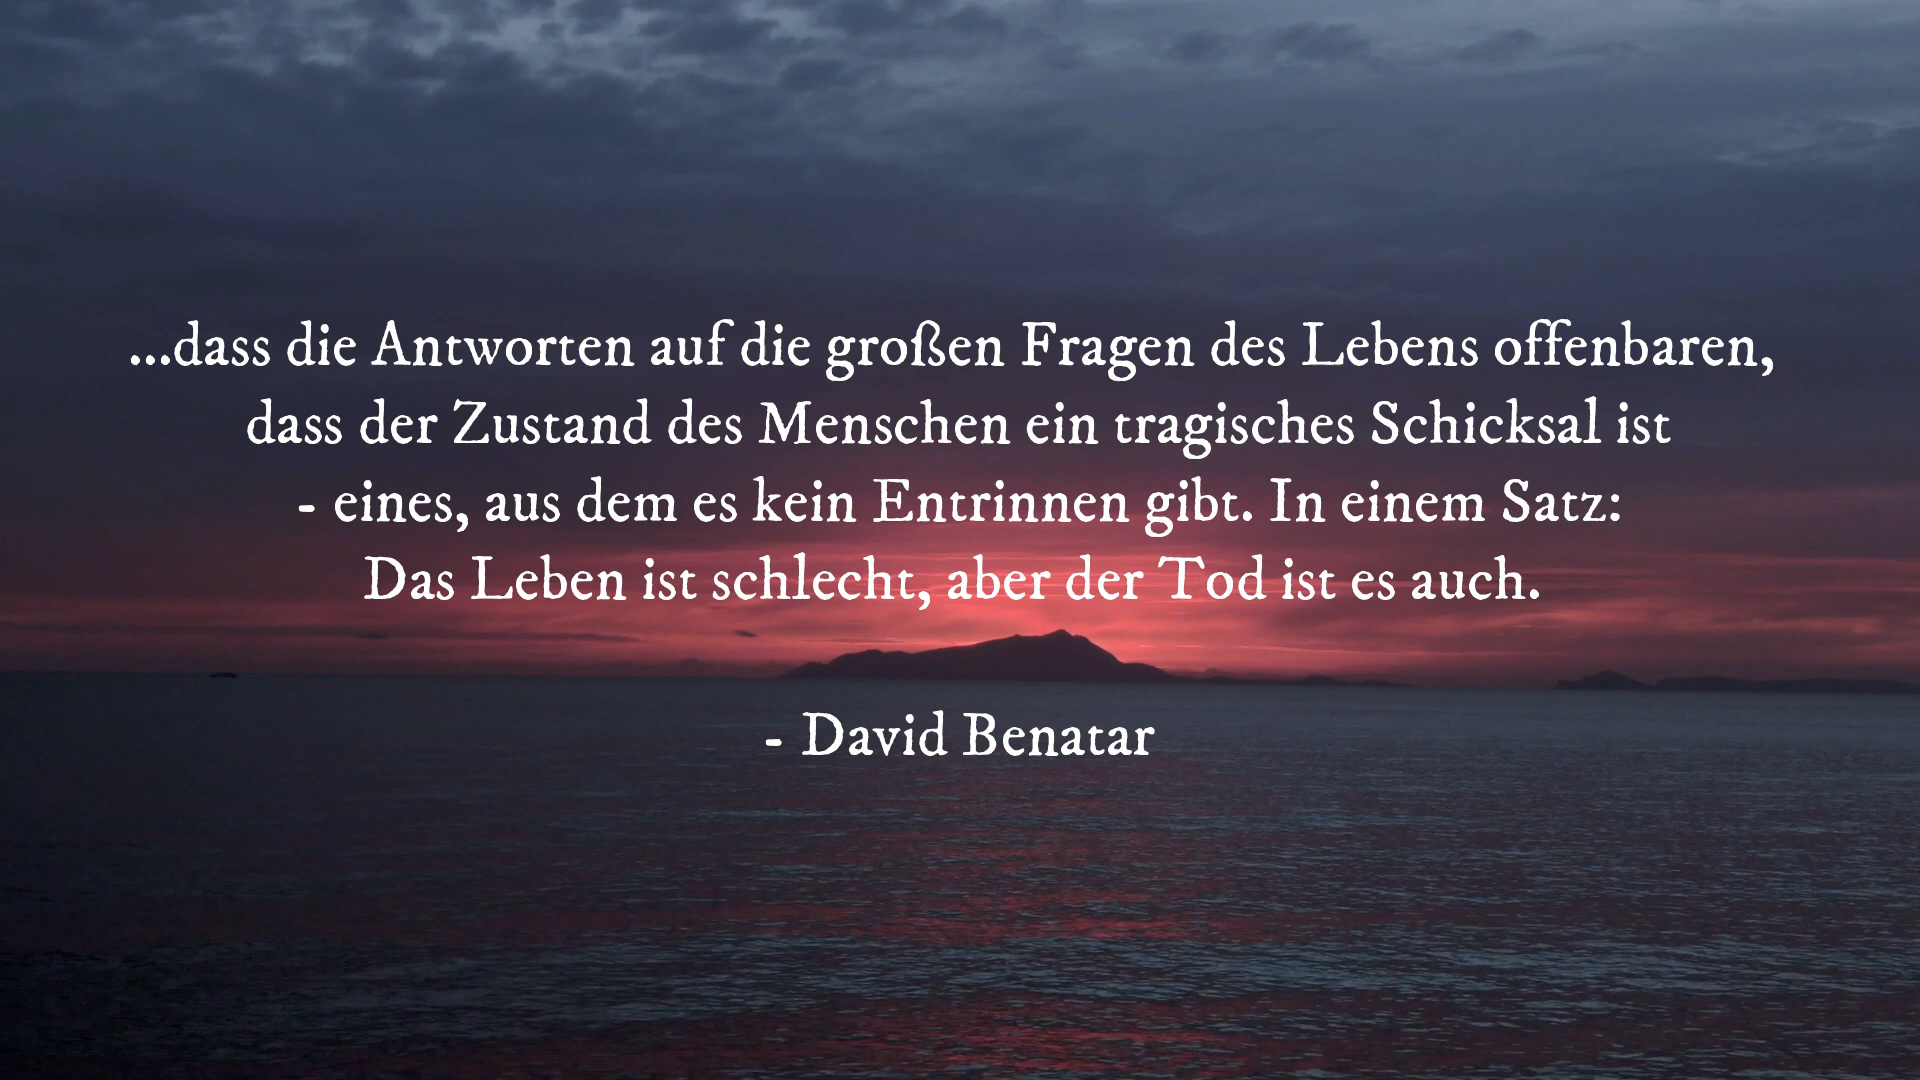 ...dass die Antworten auf die großen Fragen des Lebens offenbaren,
dass der Zustand des Menschen ein tragisches Schicksal ist
- eines, aus dem es kein Entrinnen gibt. In einem Satz:
Das Leben ist schlecht, aber der Tod ist es auch.
- David Benatar